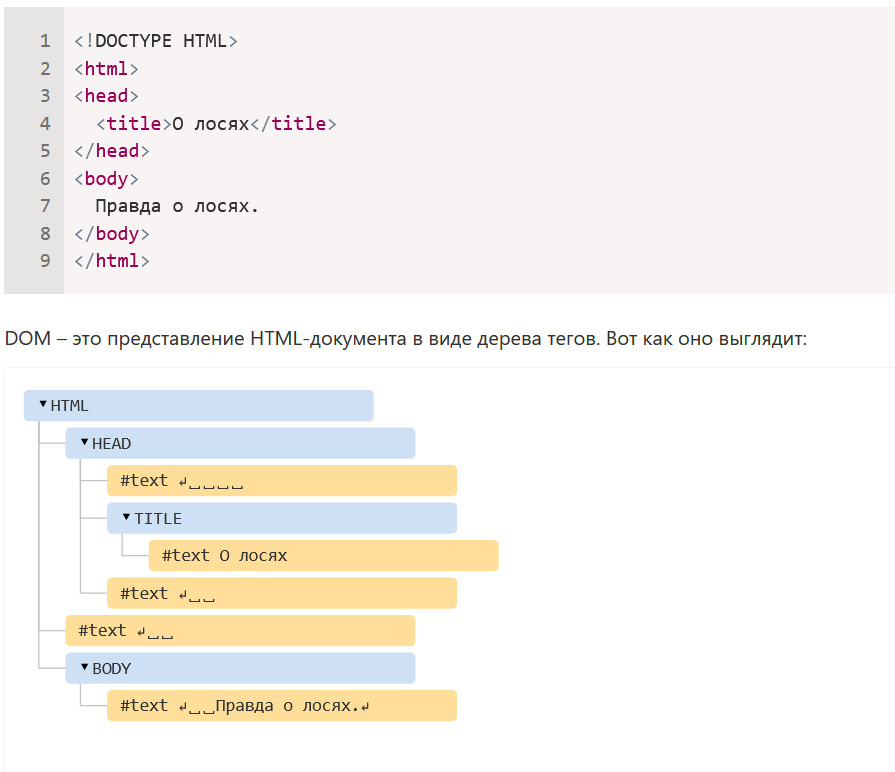 1 <!DOCTYPE HTML>
2 <html>
3 <head>
4   <title>О лосях</title>
5 </head>
6 <body>
7   Правда о лосях.
8 </body>
9 </html>
DOM – это представление HTML-документа в виде дерева тегов. Вот как оно выглядит:
▼HTML
▼HEAD
#text ↲␣␣␣␣
▼TITLE
#text О лосях
#text ↲␣␣
#text ↲␣␣
▼BODY
#text ↲␣␣Правда о лосях.↲